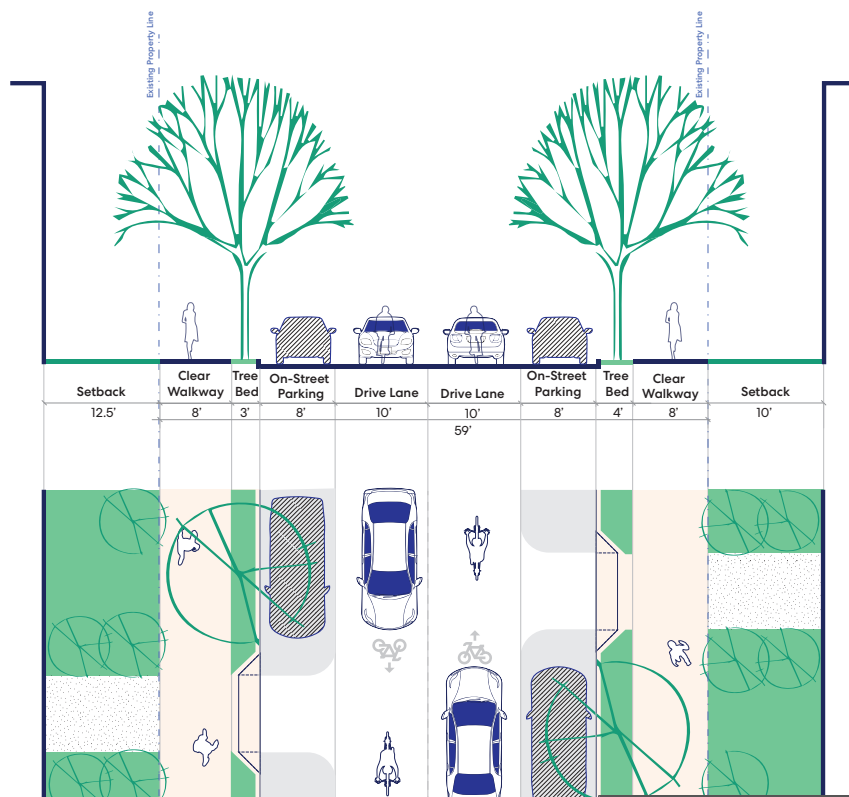 Existing Property Line
Existing Property Line
Setback
Clear
Walkway
Tree
Bed
On-Street
Parking
Drive Lane
Drive Lane
On-Street
Parking
Tree
Bed
Clear
Walkway
Setback
12.5’
8’
3’
8’
10’
10’
8’
4’
8’
10’
59’